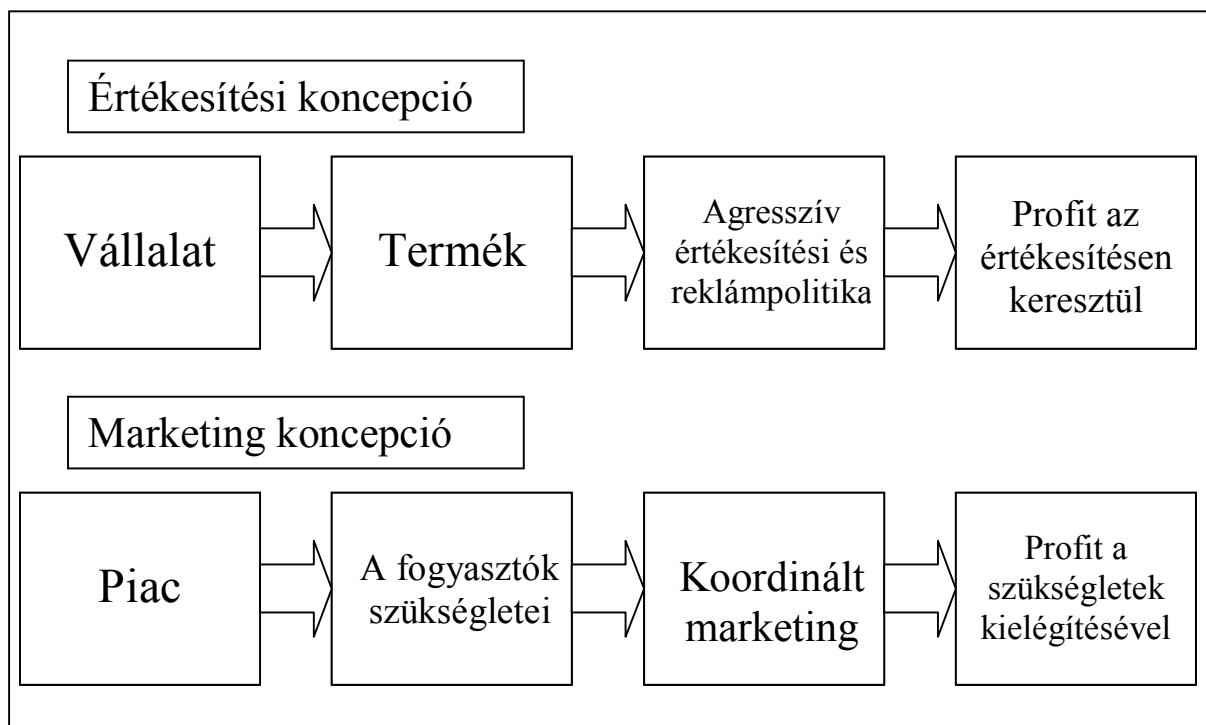 Értékesítési koncepció
Vállalat
Termék
Agresszív
értékesítési és
reklámpolitika
Profit az
értékesítésen
keresztül
Marketing koncepció
Piac
A fogyasztók
szükségletei
Koordinált
marketing
Profit a
szükségletek
kielégítésével